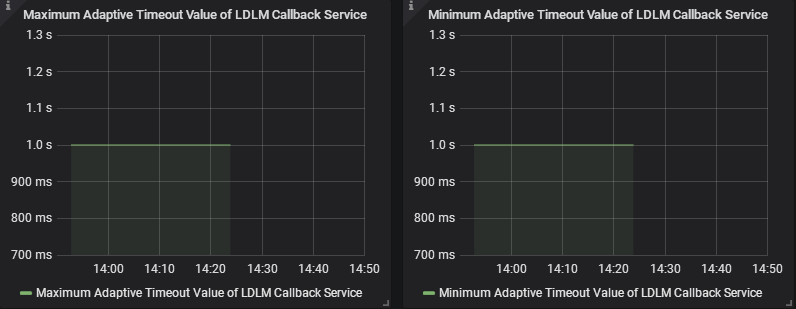 Maximum Adaptive Timeout Value of LDLM Callback Service
1.3 s
1.2 s
1.1 s
1.0 s
900 ms
800 ms
700 ms
14:00 14:10 14:20 14:30 14:40 14:50
Maximum Adaptive Timeout Value of LDLM Callback Service
Minimum Adaptive Timeout Value of LDLM Callback Service
1.3 s
1.2 s
1.1 s
1.0 s
900 ms
800 ms
700 ms
14:00 14:10 14:20 14:30 14:40 14:50
Minimum Adaptive Timeout Value of LDLM Callback Service